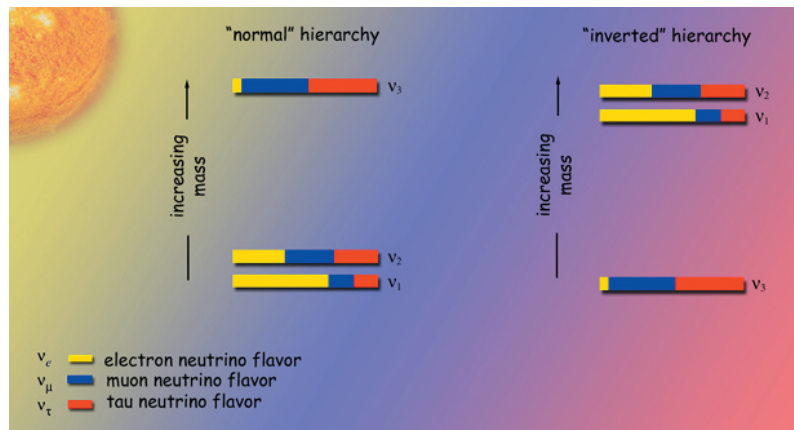 “normal” hierarchy
ν3
increasing
mass
ν2
ν1
“inverted” hierarchy
ν2
ν1
increasing
mass
ν3
νe electron neutrino flavor
νμ muon neutrino flavor
ντ tau neutrino flavor